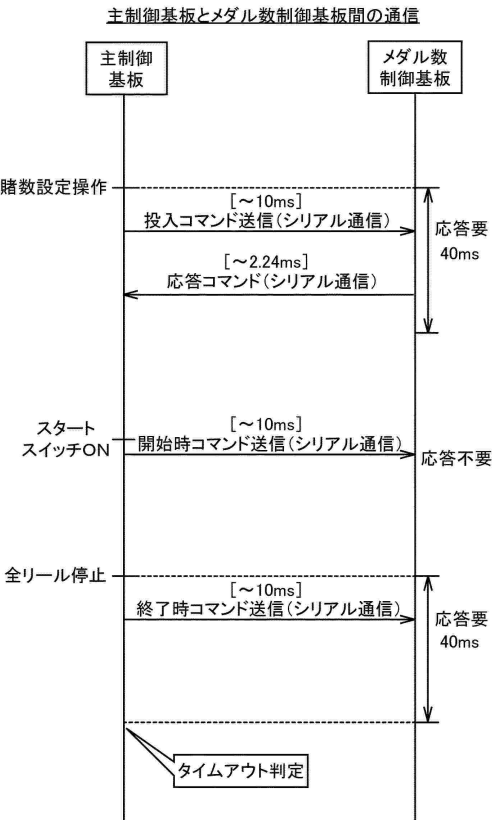 主制御基板とメダル数制御基板間の通信
主制御
基板
メダル数
制御基板
賭数設定操作
[～10ms]
投入コマンド送信(シリアル通信)
応答要
40ms
[～2.24ms]
応答コマンド(シリアル通信)
スタート
スイッチON
[～10ms]
開始時コマンド送信(シリアル通信)
応答不要
全リール停止
[～10ms]
終了時コマンド送信(シリアル通信)
応答要
40ms
タイムアウト判定